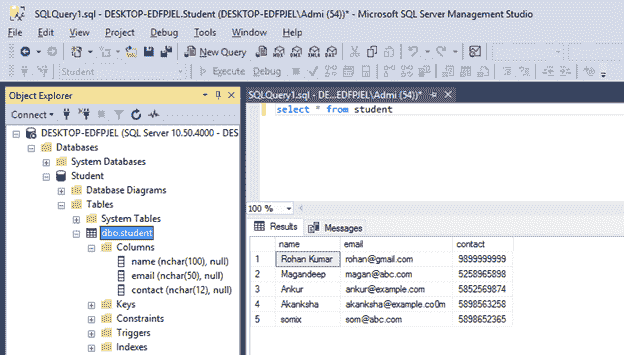 SQLQuery1.sql - DESKTOP-EDFPJEL.Student (DESKTOP-EDFPJEL\Admi (54))* - Microsoft SQL Server Management Studio
File Edit View Project Debug Tools Window Help
New Query
Student Execute Debug
Object Explorer
SQLQuery1.sql - DE...EDFPJEL\Admi (54))*
Connect
select * from student
DESKTOP-EDFPJEL (SQL Server 10.50.4000 - DES
Databases
System Databases
Student
Database Diagrams
Tables
System Tables
dbo.student
Columns
name (nchar(100), null)
email (nchar(50), null)
contact (nchar(12), null)
Keys
Constraints
Triggers
Indexes
100 %
Results Messages
name email contact
1 Rohan Kumar rohan@gmail.com 9899999999
2 Magandeep magan@abc.com 5258965898
3 Ankur ankur@example.com 5852569874
4 Akanksha akanksha@example.co0m 5898563258
5 somix som@abc.com 5898652365